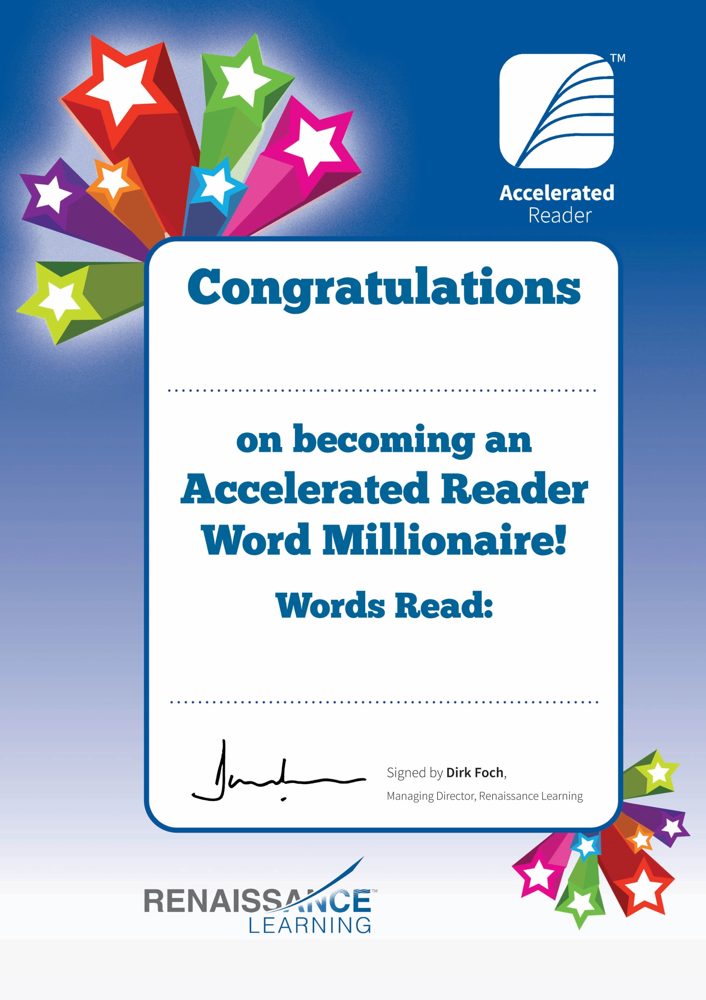 TM
Accelerated
Reader
Congratulations
on becoming an
Accelerated Reader
Word Millionaire!
Words Read:
Signed by Dirk Foch,
Managing Director, Renaissance Learning
RENAISSANCE™
LEARNING